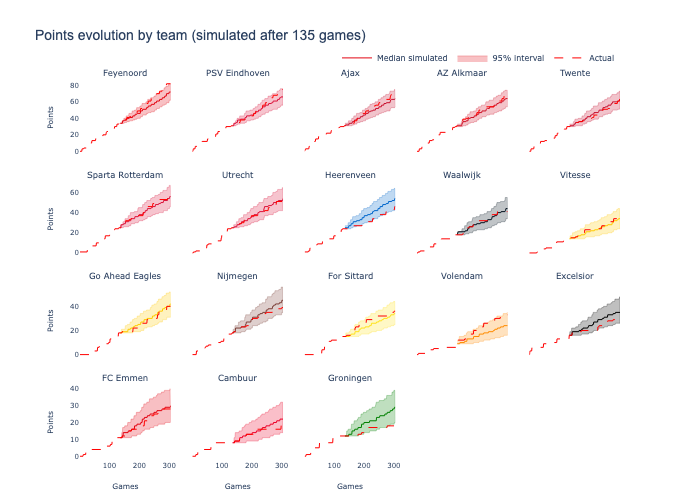 Points evolution by team (simulated after 135 games)
Median simulated 95% interval Actual
Feyenoord PSV Eindhoven Ajax AZ Alkmaar Twente
80
60
40
20
0
Points
Sparta Rotterdam Utrecht Heerenveen Waalwijk Vitesse
60
40
20
0
Points
Go Ahead Eagles Nijmegen For Sittard Volendam Excelsior
40
20
0
Points
FC Emmen Cambuur Groningen
40
30
20
10
0
Points
100 200 300 100 200 300 100 200 300
Games Games Games